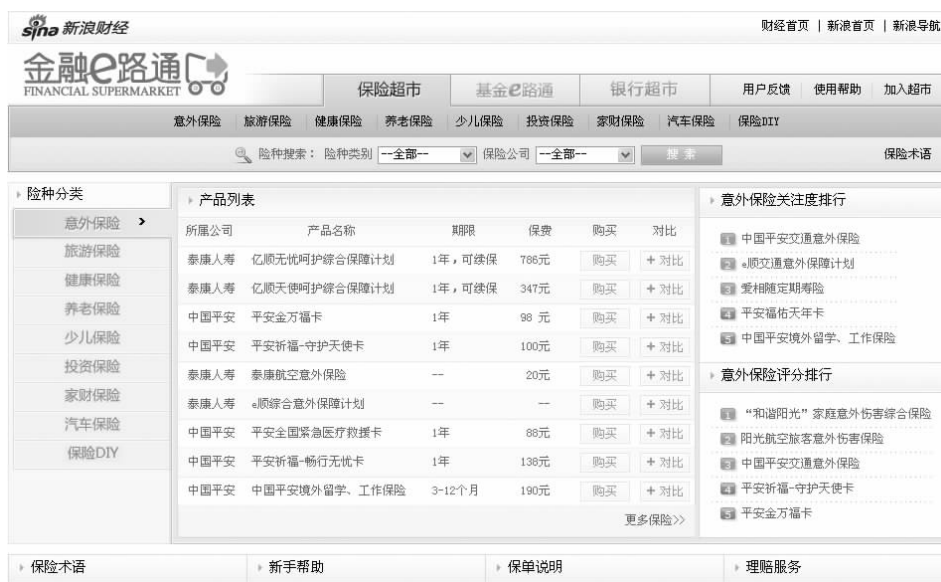 sina 新浪财经
财经首页 | 新浪首页 | 新浪导航
金融e路通
FINANCIAL SUPERMARKET
保险超市 基金e路通 银行超市 用户反馈 使用帮助 加入超市
意外保险 旅游保险 健康保险 养老保险 少儿保险 投资保险 家财保险 汽车保险 保险DIY
险种搜索: 险种类别 --全部-- 保险公司 --全部-- 搜索 保险术语
险种分类
意外保险
旅游保险
健康保险
养老保险
少儿保险
投资保险
家财保险
汽车保险
保险DIY
产品列表
所属公司 产品名称 期限 保费 购买 对比
泰康人寿 亿顺无忧呵护综合保障计划 1年,可续保 786元 购买 +对比
泰康人寿 亿顺天使呵护综合保障计划 1年,可续保 347元 购买 +对比
中国平安 平安金万福卡 1年 98 元 购买 +对比
中国平安 平安祈福-守护天使卡 1年 100元 购买 +对比
泰康人寿 泰康航空意外保险 -- 20元 购买 +对比
泰康人寿 e顺综合意外保障计划 -- -- 购买 +对比
中国平安 平安全国紧急医疗救援卡 1年 88元 购买 +对比
中国平安 平安祈福-畅行无忧卡 1年 138元 购买 +对比
中国平安 中国平安境外留学、工作保险 3-12个月 190元 购买 +对比
更多保险>>
意外保险关注度排行
1 中国平安交通意外保险
2 e顺交通意外保障计划
3 爱相随定期寿险
4 平安福佑天年卡
5 中国平安境外留学、工作保险
意外保险评分排行
1 “和谐阳光”家庭意外伤害综合保险
2 阳光航空旅客意外伤害保险
3 中国平安交通意外保险
4 平安祈福-守护天使卡
5 平安金万福卡
保险术语 新手帮助 保单说明 理赔服务